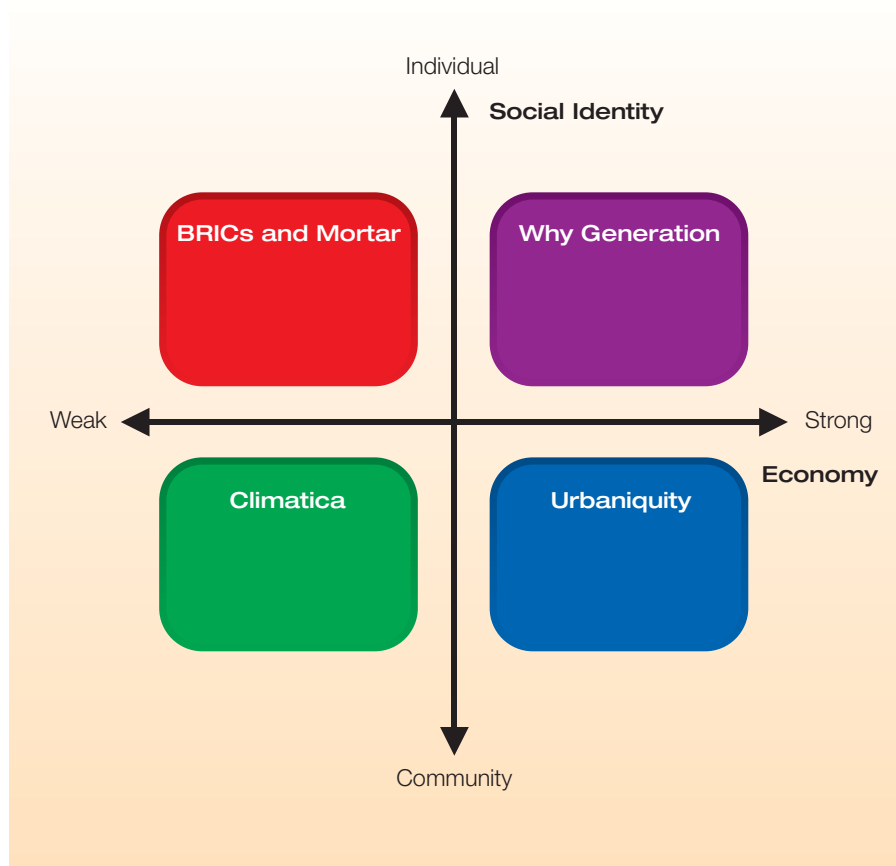 Individual
Social Identity
BRICs and Mortar
Why Generation
Weak
Strong
Economy
Climatica
Urbaniquity
Community